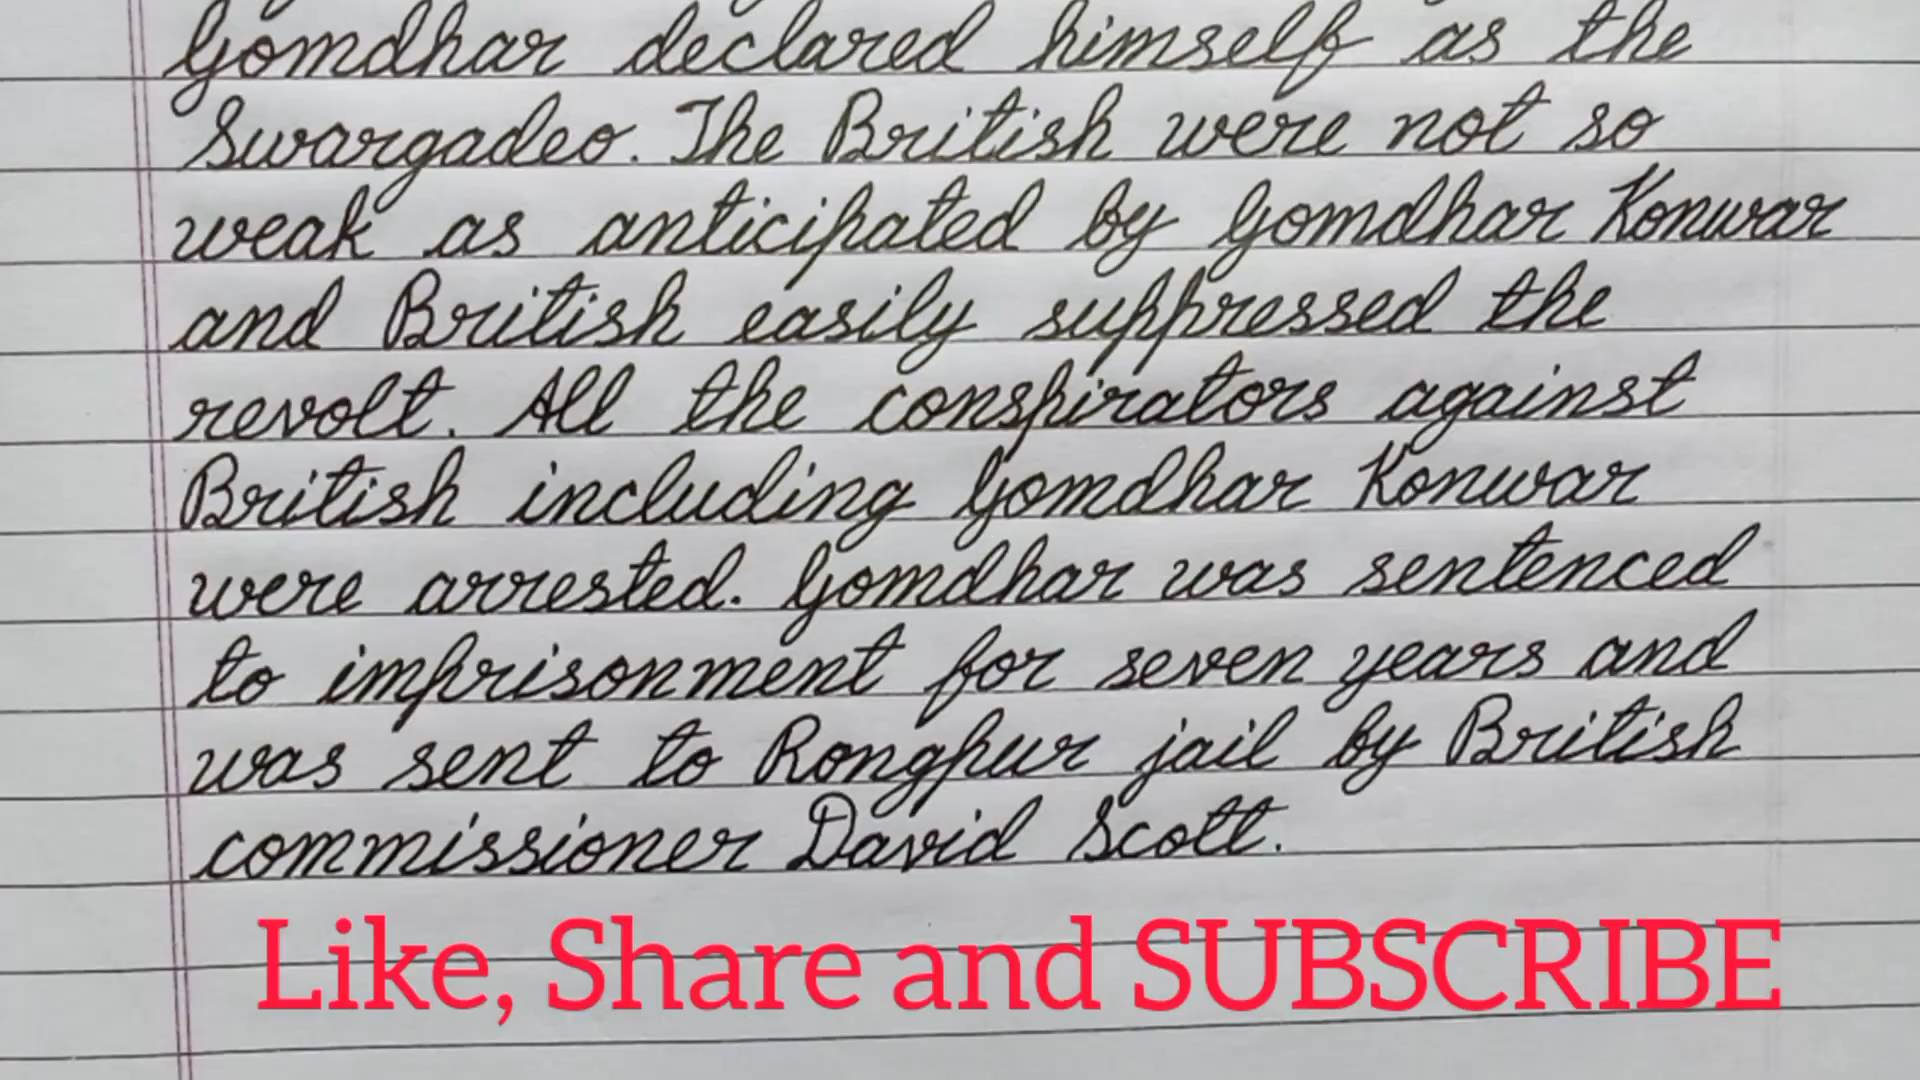 Gomdhar declared himself as the
Swargadeo. The British were not so
weak as anticipated by Gomdhar Konwar
and British easily suppressed the
revolt. All the conspirators against
British including Gomdhar Konwar
were arrested. Gomdhar was sentenced
to imprisonment for seven years and
was sent to Rongpur jail by British
commissioner David Scott.
Like, Share and SUBSCRIBE